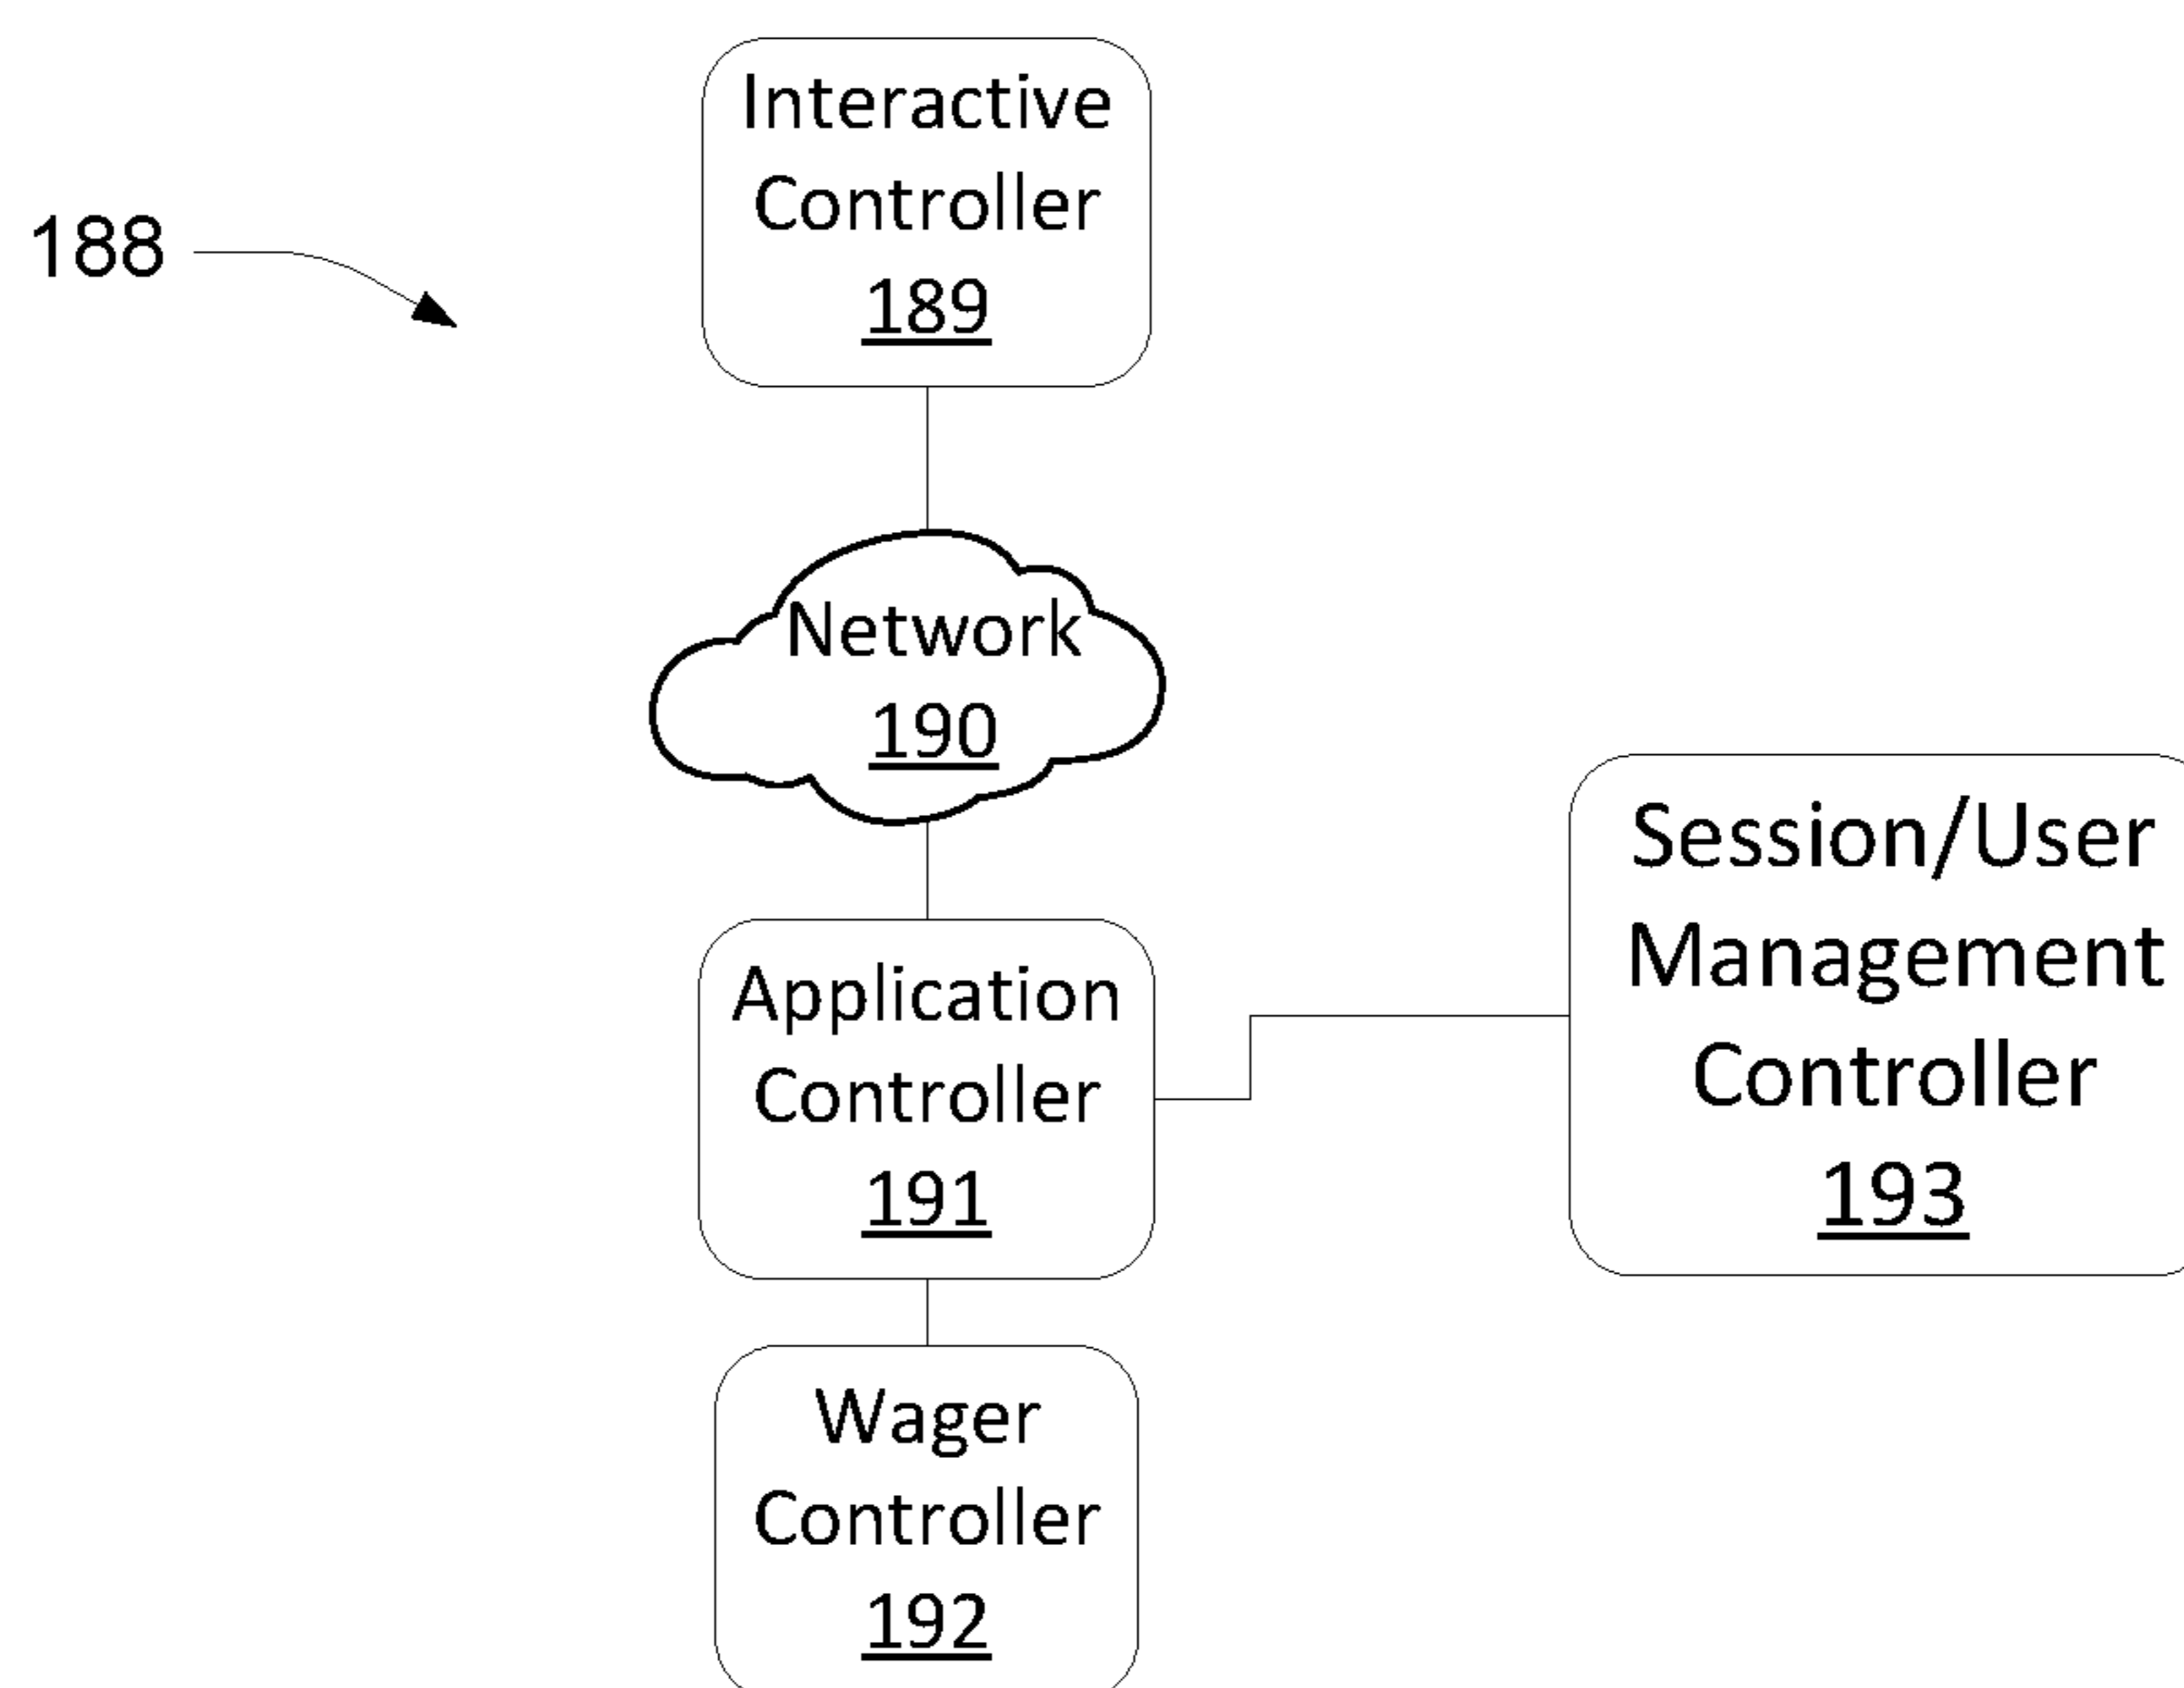 188
Interactive
Controller
189
Network
190
Application
Controller
191
Session/User
Management
Controller
193
Wager
Controller
192